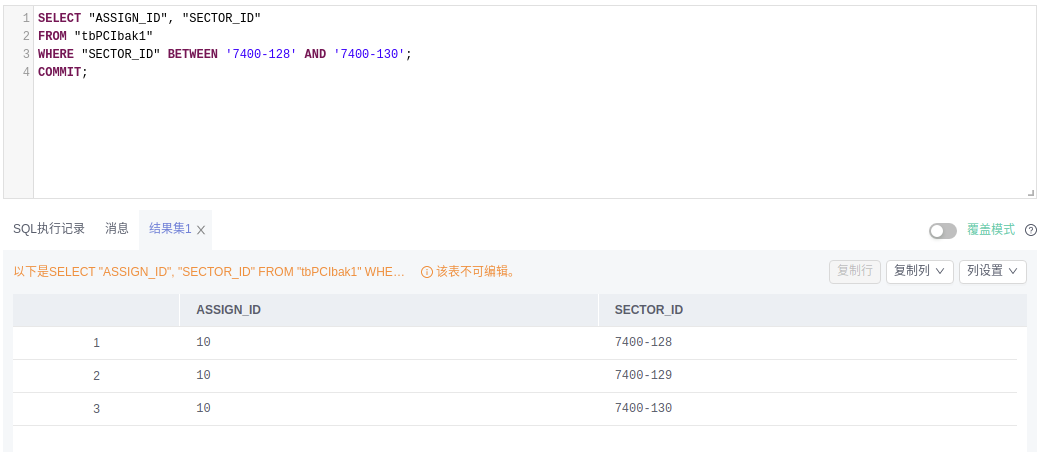 1 SELECT "ASSIGN_ID", "SECTOR_ID"
2 FROM "tbPCIbak1"
3 WHERE "SECTOR_ID" BETWEEN '7400-128' AND '7400-130';
4 COMMIT;
SQL执行记录 消息 结果集1 覆盖模式
以下是SELECT "ASSIGN_ID", "SECTOR_ID" FROM "tbPCIbak1" WHE... 该表不可编辑。 复制行 复制列 列设置
ASSIGN_ID SECTOR_ID
1 10 7400-128
2 10 7400-129
3 10 7400-130